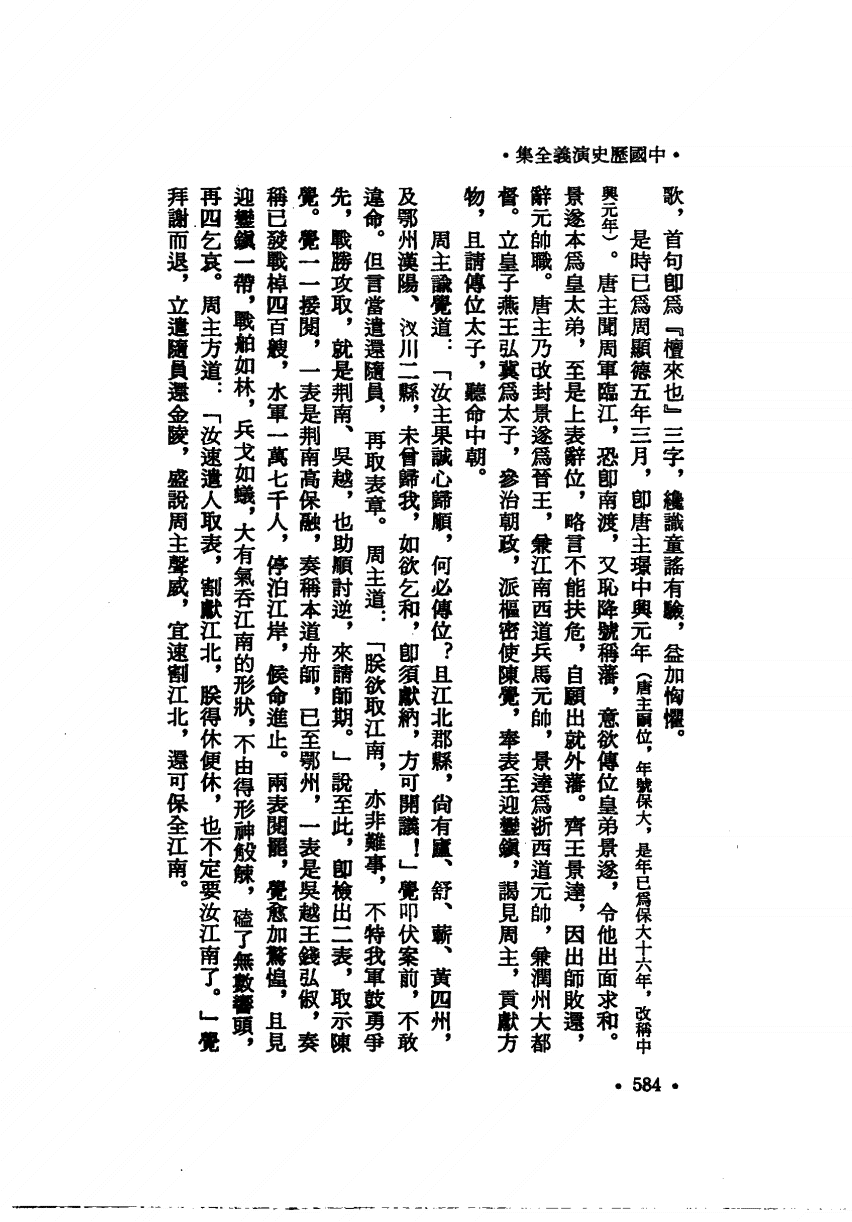 •中國歷史演義全集•
歌，首句卽爲『檀來也』三字，纔識童謠有驗，益加恟懼。
是時已爲周顯德五年三月，卽唐主璟中興元年（唐主嗣位，年號保大，是年已爲保大十六年，改稱中
興元年）。唐主聞周軍臨江，恐卽南渡，又恥降號稱藩，意欲傳位皇弟景遂，令他出面求和。
景遂本爲皇太弟，至是上表辭位，略言不能扶危，自願出就外藩。齊王景達，因出師敗還，
辭元帥職。唐主乃改封景遂爲晉王，兼江南西道兵馬元帥，景達爲浙西道元帥，兼潤州大都
督。立皇子燕王弘冀爲太子，參治朝政，派樞密使陳覺，奉表至迎鑾鎭，謁見周主，貢獻方
物，且請傳位太子，聽命中朝。
周主諭覺道：「汝主果誠心歸順，何必傳位？且江北郡縣，尙有廬、舒、蘄、黃四州，
及鄂州漢陽、汊川二縣，未曾歸我，如欲乞和，卽須獻納，方可開議！」覺叩伏案前，不敢
違命。但言當遣還隨員，再取表章。周主道：「朕欲取江南，亦非難事，不特我軍鼓勇爭
先，戰勝攻取，就是荆南、吳越，也助順討逆，來請師期。」說至此，卽檢出二表，取示陳
覺。覺一一接閱，一表是荆南高保融，奏稱本道舟師，已至鄂州，一表是吳越王錢弘俶，奏
稱已發戰棹四百艘，水軍一萬七千人，停泊江岸，候命進止。兩表閱罷，覺愈加驚惶，且見
迎鑾鎭一帶，戰船如林，兵戈如蟻，大有氣吞江南的形狀，不由得形神觳觫，磕了無數響頭，
再四乞哀。周主方道：「汝速遣人取表，割獻江北，朕得休便休，也不定要汝江南了。」覺
拜謝而退，立遣隨員還金陵，盛說周主聲威，宜速割江北，還可保全江南。
•584•